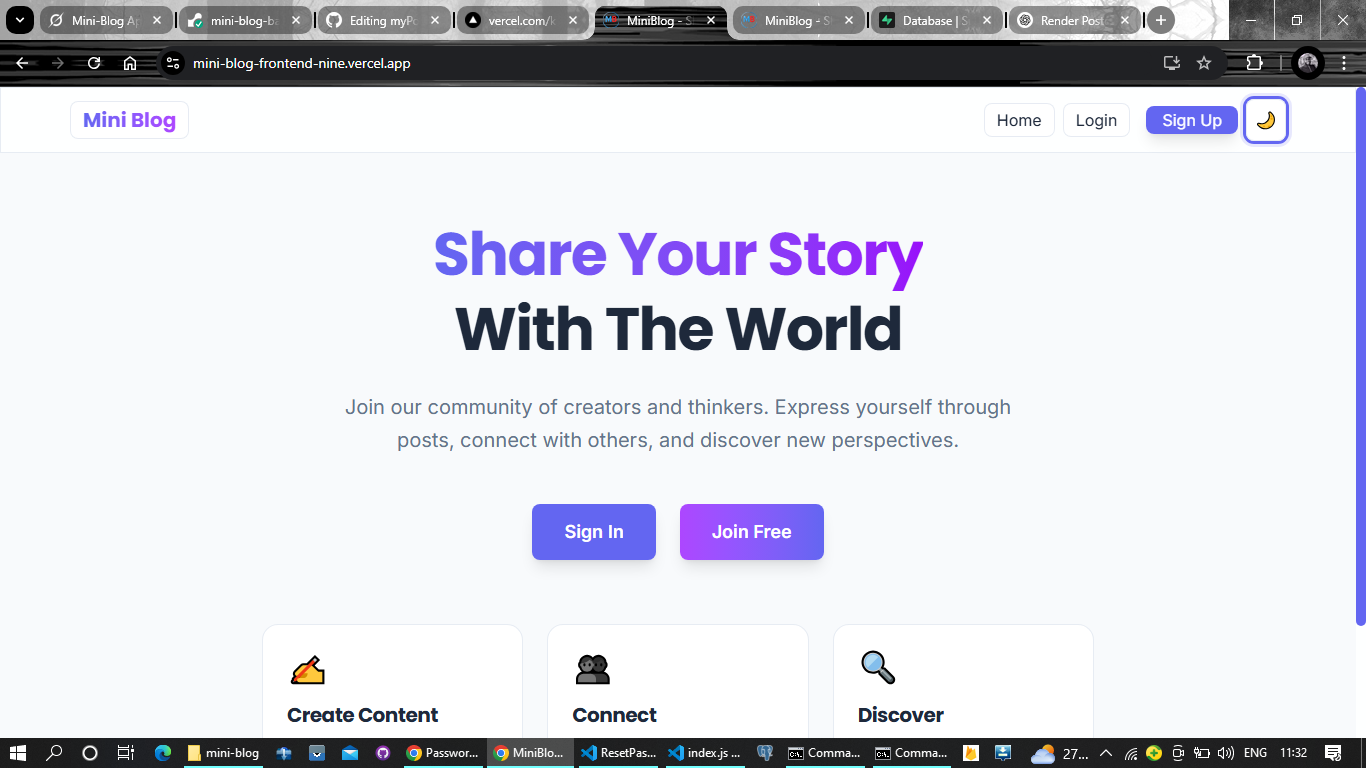 Mini-Blog Ap
mini-blog-ba
Editing myPo
vercel.com/k
MiniBlog - S
MiniBlog - S
Database | S
Render Post
mini-blog-frontend-nine.vercel.app
Mini Blog
Home
Login
Sign Up
Share Your Story
With The World
Join our community of creators and thinkers. Express yourself through
posts, connect with others, and discover new perspectives.
Sign In
Join Free
Create Content
Connect
Discover
mini-blog
Passwor...
MiniBlo...
ResetPas...
index.js ...
Comma...
Comma...
27...
ENG
11:32